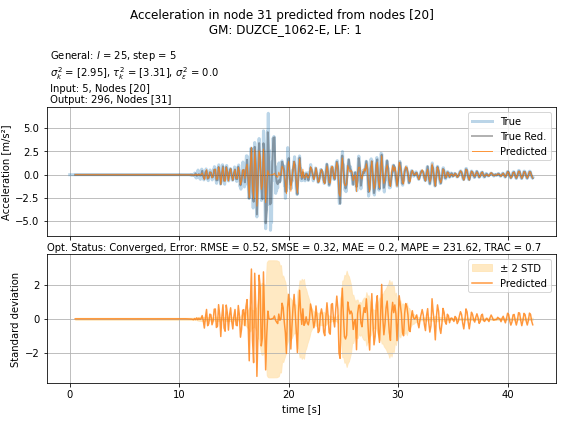 Acceleration in node 31 predicted from nodes [20]
GM: DUZCE_1062-E, LF: 1
General: l = 25, step = 5
σ²ₖ = [2.95], τ²ₖ = [3.31], σ²ε = 0.0
Input: 5, Nodes [20]
Output: 296, Nodes [31]
Acceleration [m/s²]
5.0
2.5
0.0
−2.5
−5.0
True
True Red.
Predicted
Opt. Status: Converged, Error: RMSE = 0.52, SMSE = 0.32, MAE = 0.2, MAPE = 231.62, TRAC = 0.7
Standard deviation
2
0
−2
± 2 STD
Predicted
0
10
20
30
40
time [s]